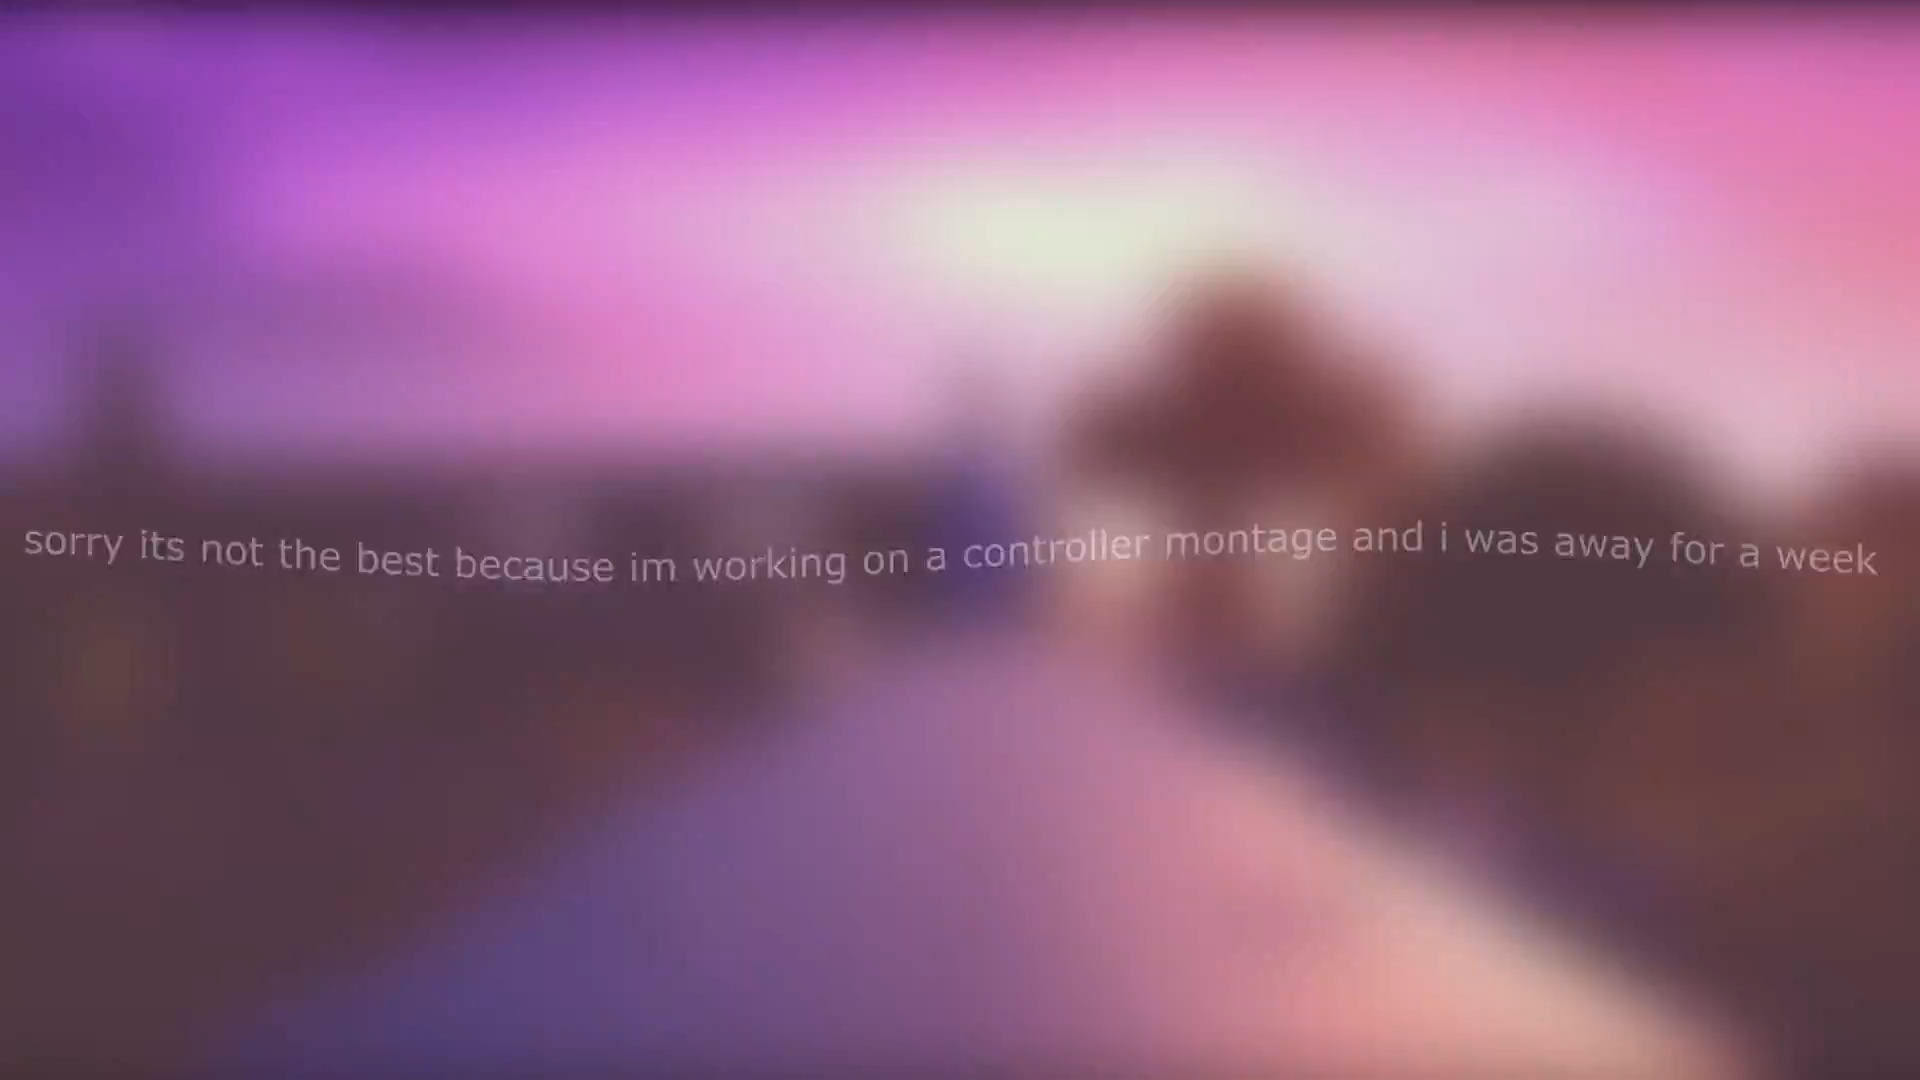 sorry its not the best because im working on a controller montage and i was away for a week